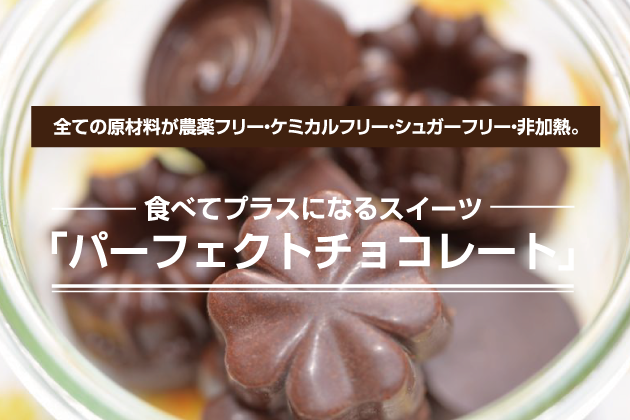 全ての原材料が農薬フリー・ケミカルフリー・シュガーフリー・非加熱。
食べてプラスになるスイーツ
「パーフェクトチョコレート」